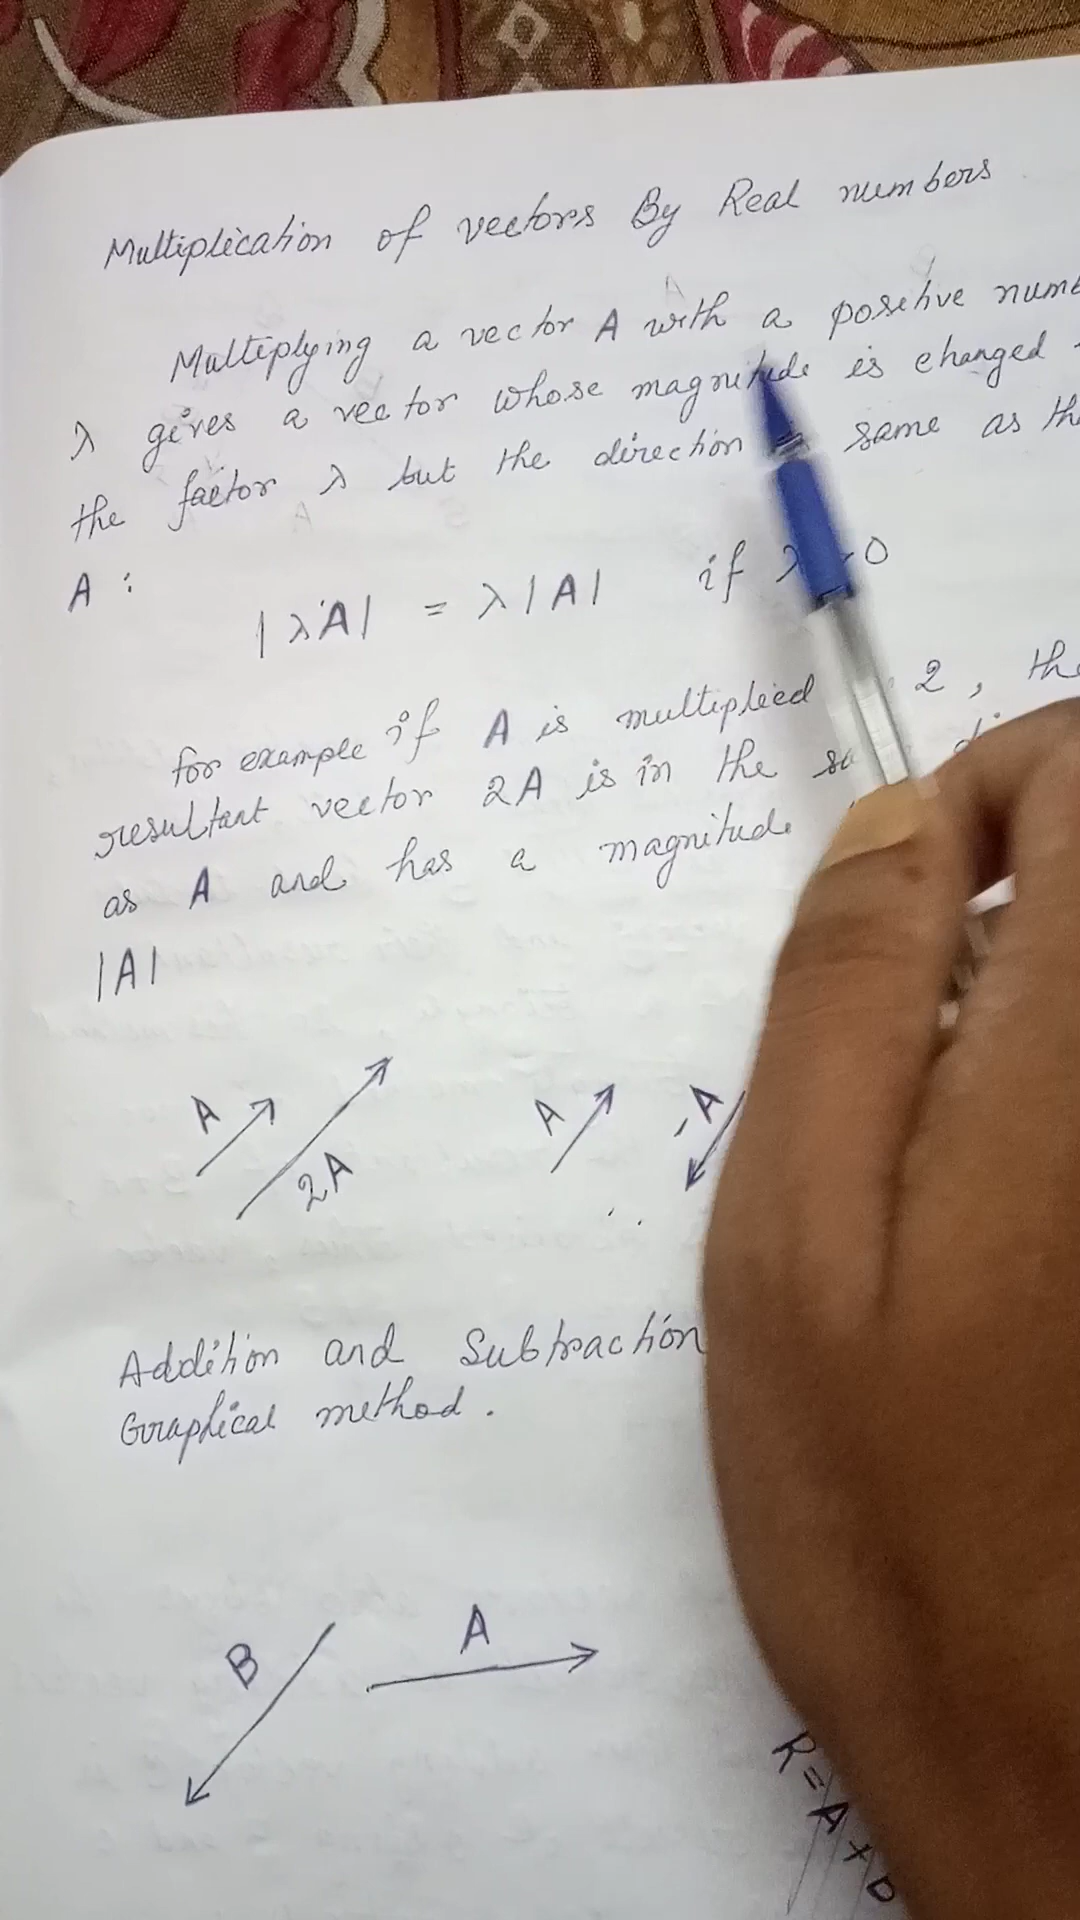 Multiplication of vectors By Real numbers
Multiplying a vector A with a positive
λ gives a vector whose magnitude is changed
the factor λ but the direction same as
A :
|λA| = λ|A| if λ 0
for example if A is multiplied 2, the
resultant vector 2A is in the
as A and has a magnitude
|A|
A
2A
A
-A
Addition and Subtraction
Graphical method.
B
A
R = A +